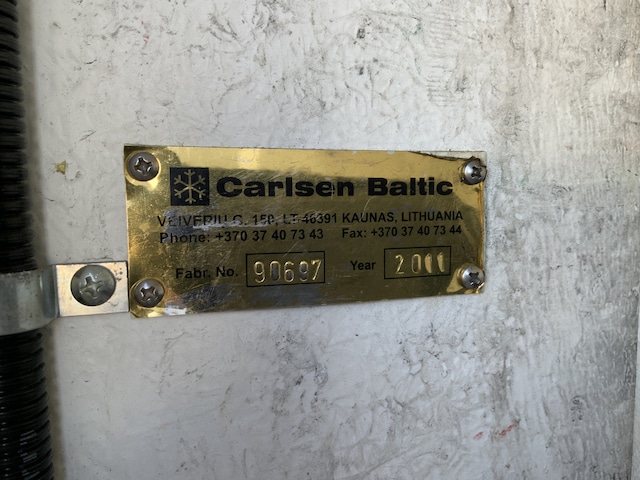 Carlsen Baltic
VEIVERIU G. 150, LT-46391 KAUNAS, LITHUANIA
Phone: +370 37 40 73 43 Fax: +370 37 40 73 44
Fabr. No. 90697 Year 2011